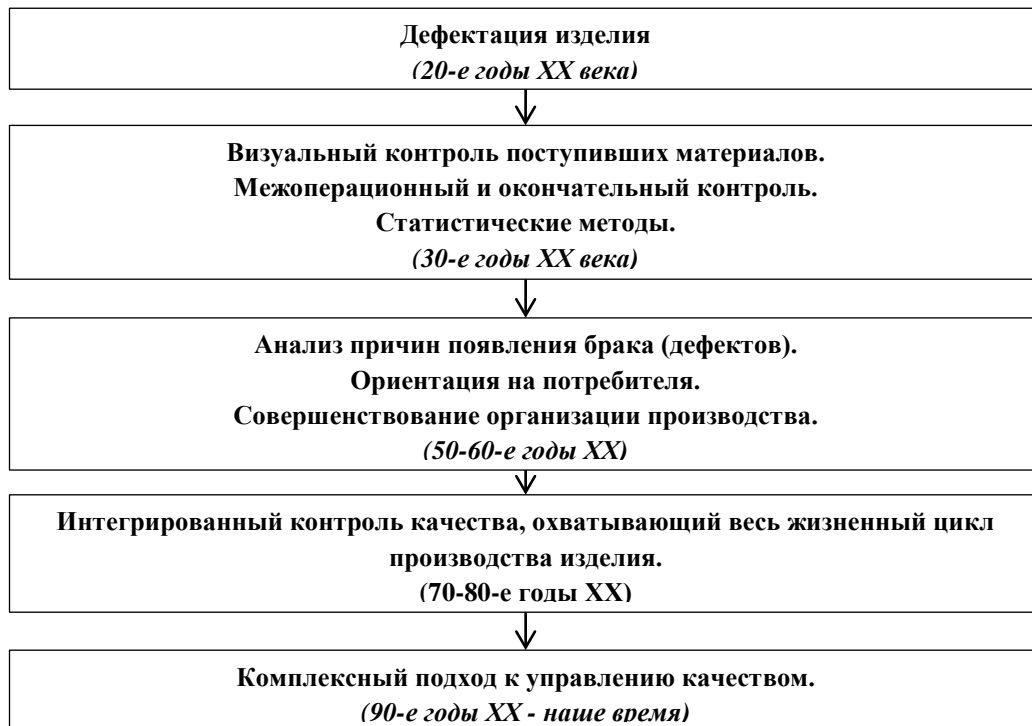 Дефектация изделия
(20-е годы XX века)
Визуальный контроль поступивших материалов.
Межоперационный и окончательный контроль.
Статистические методы.
(30-е годы XX века)
Анализ причин появления брака (дефектов).
Ориентация на потребителя.
Совершенствование организации производства.
(50-60-е годы XX)
Интегрированный контроль качества, охватывающий весь жизненный цикл
производства изделия.
(70-80-е годы XX)
Комплексный подход к управлению качеством.
(90-е годы XX - наше время)